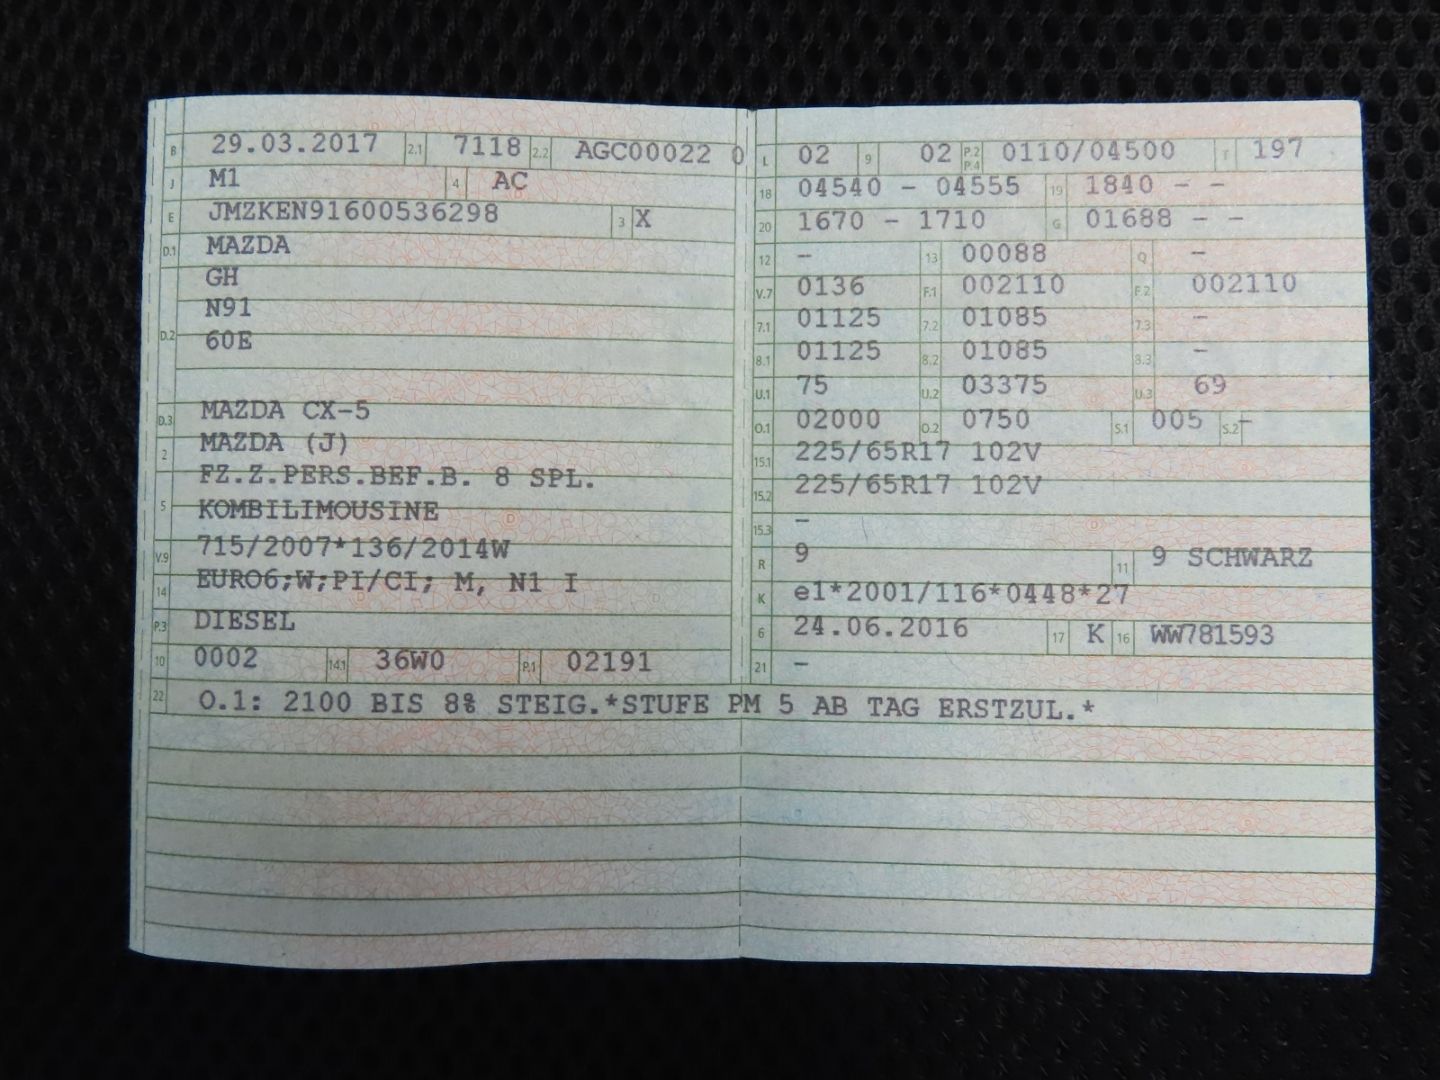 B 29.03.2017 2.1 7118 2.2 AGC00022 0
J M1 4 AC
E JMZKEN91600536298 3 X
D.1 MAZDA
GH
N91
D.2 60E
D.3 MAZDA CX-5
2 MAZDA (J)
FZ.Z.PERS.BEF.B. 8 SPL.
5 KOMBILIMOUSINE
V.9 715/2007*136/2014W
14 EURO6;W;PI/CI; M, N1 I
P.3 DIESEL
10 0002 14.1 36W0 P.1 02191
L 02 9 02 P.2 P.4 0110/04500 T 197
18 04540 - 04555 19 1840 - -
20 1670 - 1710 G 01688 - -
12 - 13 00088 Q -
V.7 0136 F.1 002110 F.2 002110
7.1 01125 7.2 01085 7.3 -
8.1 01125 8.2 01085 8.3 -
U.1 75 U.2 03375 U.3 69
O.1 02000 O.2 0750 S.1 005 S.2 -
15.1 225/65R17 102V
15.2 225/65R17 102V
15.3 -
R 9 11 9 SCHWARZ
K e1*2001/116*0448*27
6 24.06.2016 17 K 16 WW781593
21 -
22 O.1: 2100 BIS 8% STEIG.*STUFE PM 5 AB TAG ERSTZUL.*